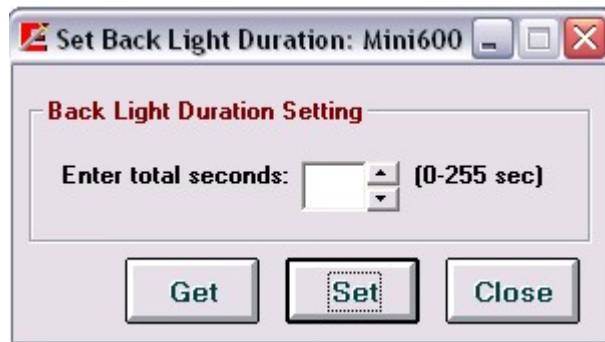 Set Back Light Duration: Mini600
Back Light Duration Setting
Enter total seconds: (0-255 sec)
Get Set Close